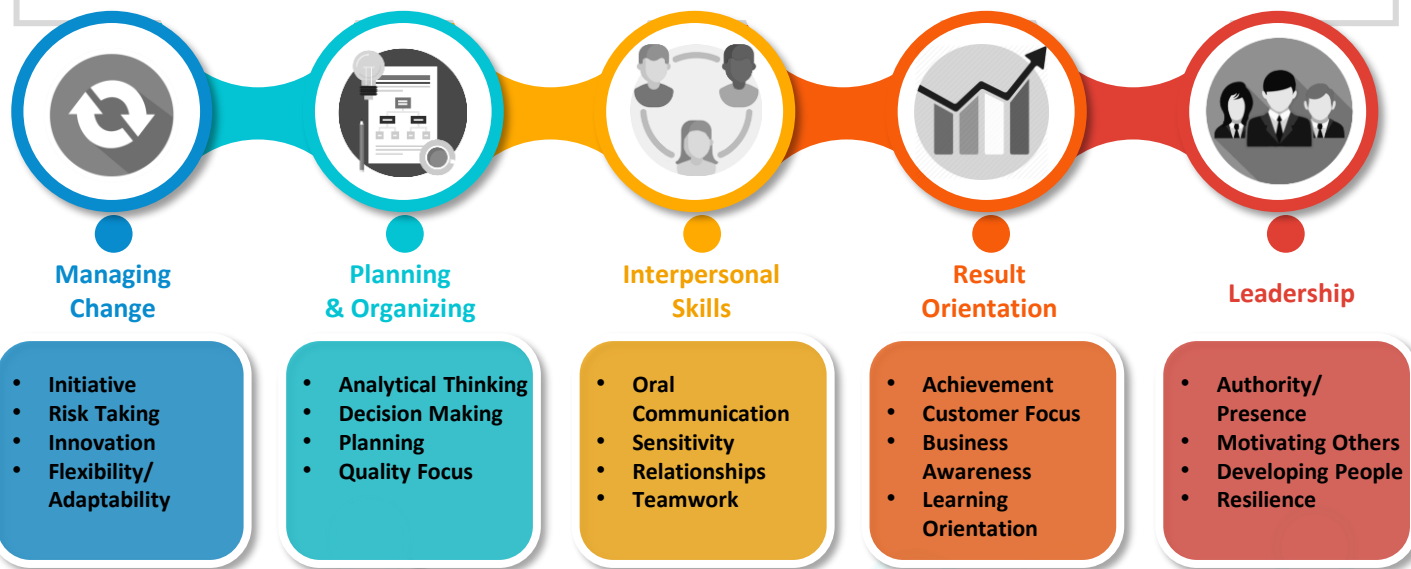 Managing
Change
Planning
& Organizing
Interpersonal
Skills
Result
Orientation
Leadership
• Initiative
• Risk Taking
• Innovation
• Flexibility/
Adaptability
• Analytical Thinking
• Decision Making
• Planning
• Quality Focus
• Oral
Communication
• Sensitivity
• Relationships
• Teamwork
• Achievement
• Customer Focus
• Business
Awareness
• Learning
Orientation
• Authority/
Presence
• Motivating Others
• Developing People
• Resilience